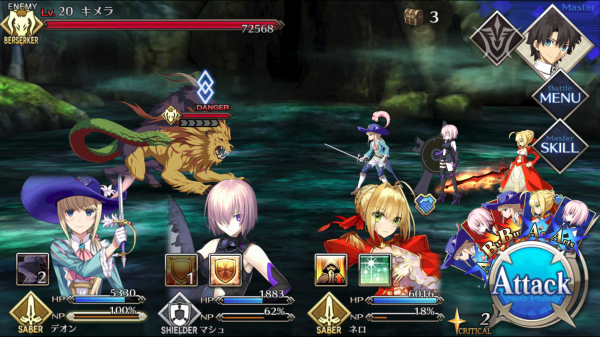 ENEMY
Lv.20 キメラ
BERSERKER
72568
3
Master
Battle
MENU
Master
SKILL
DANGER
2
1
HP 5330
NP 100%
SABER デオン
HP 1883
NP 62%
SHIELDER マシュ
HP 6016
NP 18%
SABER ネロ
Attack
2
CRITICAL